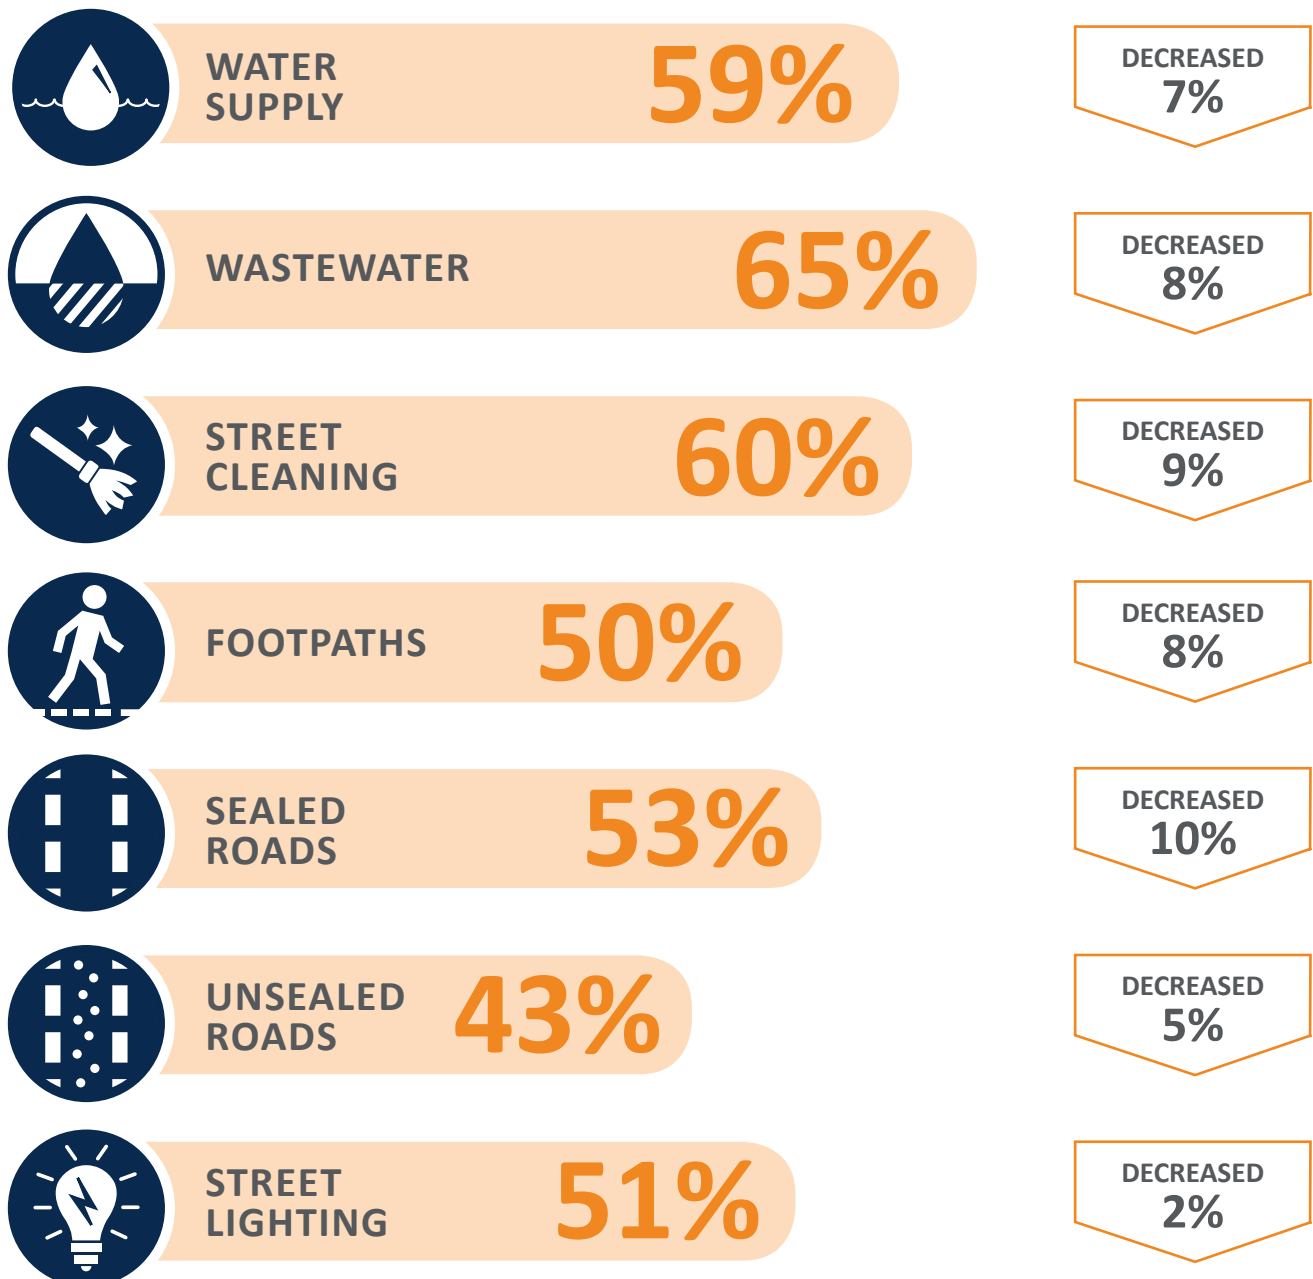 WATER
SUPPLY
59%
DECREASED
7%
WASTEWATER
65%
DECREASED
8%
STREET
CLEANING
60%
DECREASED
9%
FOOTPATHS
50%
DECREASED
8%
SEALED
ROADS
53%
DECREASED
10%
UNSEALED
ROADS
43%
DECREASED
5%
STREET
LIGHTING
51%
DECREASED
2%